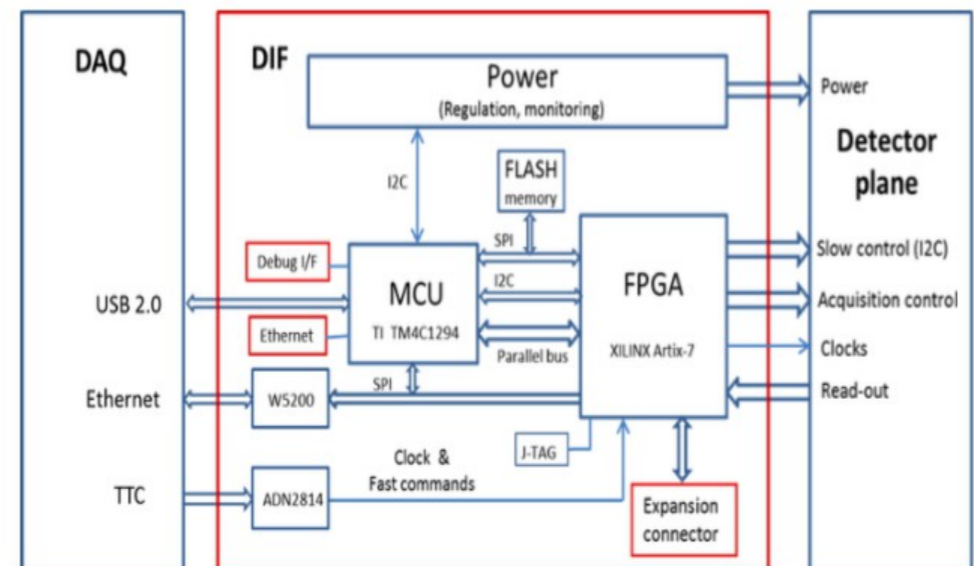 DAQ
DIF
Power
(Regulation, monitoring)
Power
Detector
plane
I2C
FLASH
memory
SPI
Debug I/F
MCU
TI TM4C1294
I2C
FPGA
XILINX Artix-7
Slow control (I2C)
USB 2.0
Acquisition control
Ethernet
Parallel bus
Clocks
SPI
Ethernet
W5200
Read-out
J-TAG
Clock &
Fast commands
TTC
ADN2814
Expansion
connector